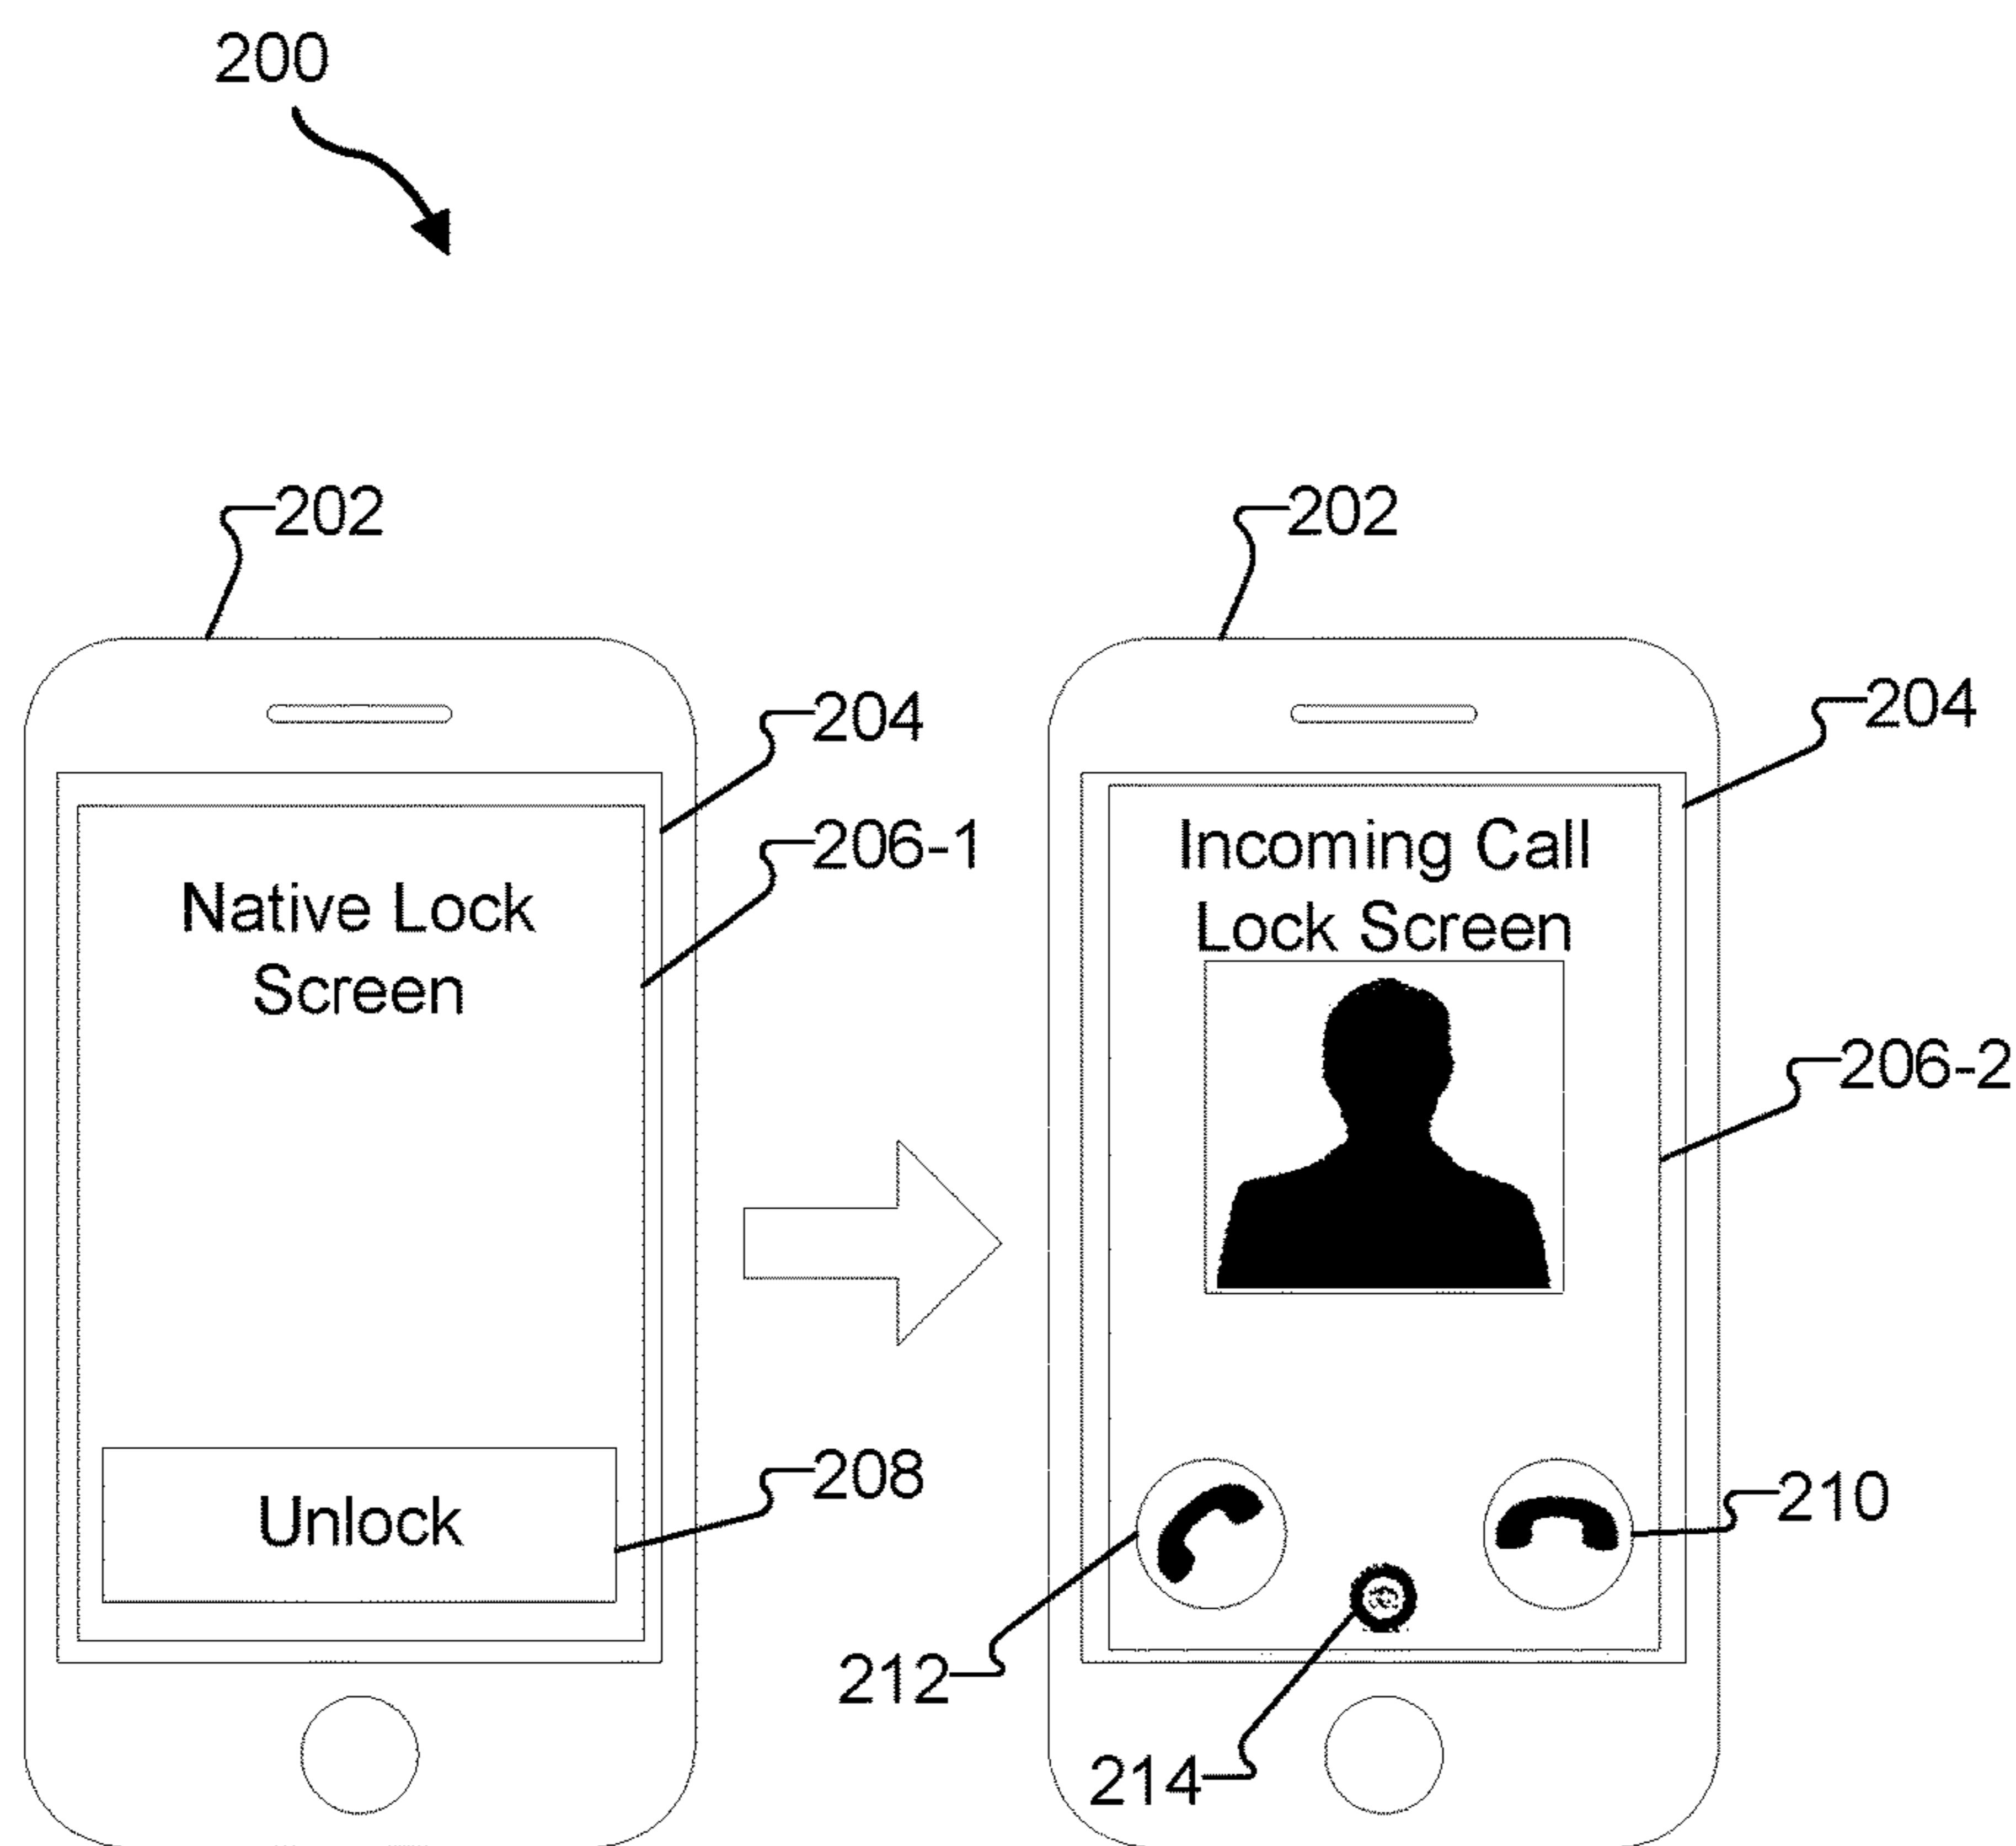 200
202
202
204
204
206-1
Native Lock
Screen
Incoming Call
Lock Screen
206-2
208
Unlock
210
212
214